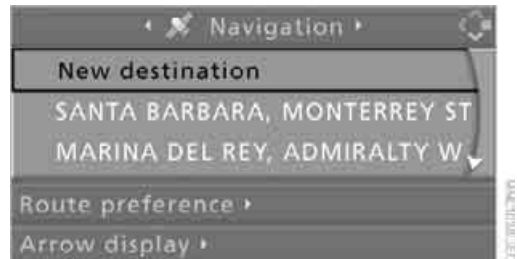 Navigation
New destination
SANTA BARBARA, MONTERREY ST
MARINA DEL REY, ADMIRALTY W
Route preference
Arrow display